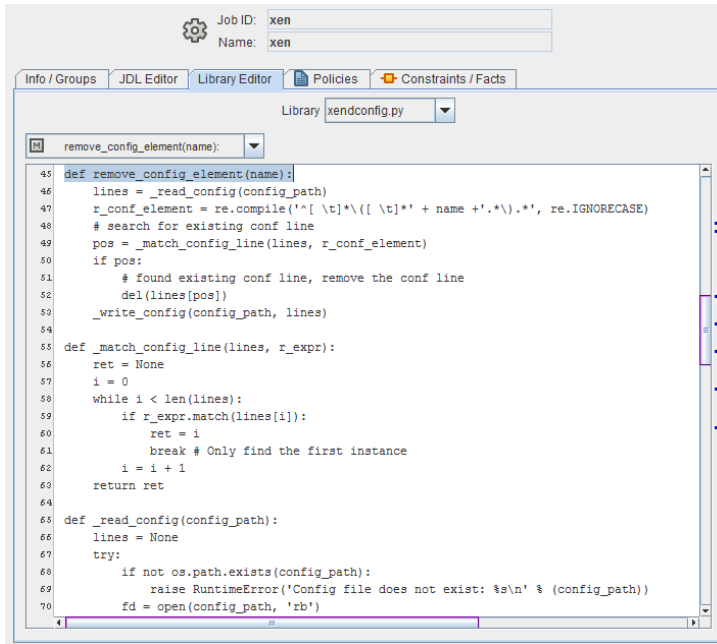 Job ID: xen
Name: xen
Info / Groups JDL Editor Library Editor Policies Constraints / Facts
Library xendconfig.py
M remove_config_element(name):
45 def remove_config_element(name):
46     lines = _read_config(config_path)
47     r_conf_element = re.compile('^[ \t]*\([ \t]*' + name +'.*\).*', re.IGNORECASE)
48     # search for existing conf line
49     pos = _match_config_line(lines, r_conf_element)
50     if pos:
51         # found existing conf line, remove the conf line
52         del(lines[pos])
53     _write_config(config_path, lines)
54
55 def _match_config_line(lines, r_expr):
56     ret = None
57     i = 0
58     while i < len(lines):
59         if r_expr.match(lines[i]):
60             ret = i
61             break # Only find the first instance
62         i = i + 1
63     return ret
64
65 def _read_config(config_path):
66     lines = None
67     try:
68         if not os.path.exists(config_path):
69             raise RuntimeError('Config file does not exist: %s\n' % (config_path))
70         fd = open(config_path, 'rb')